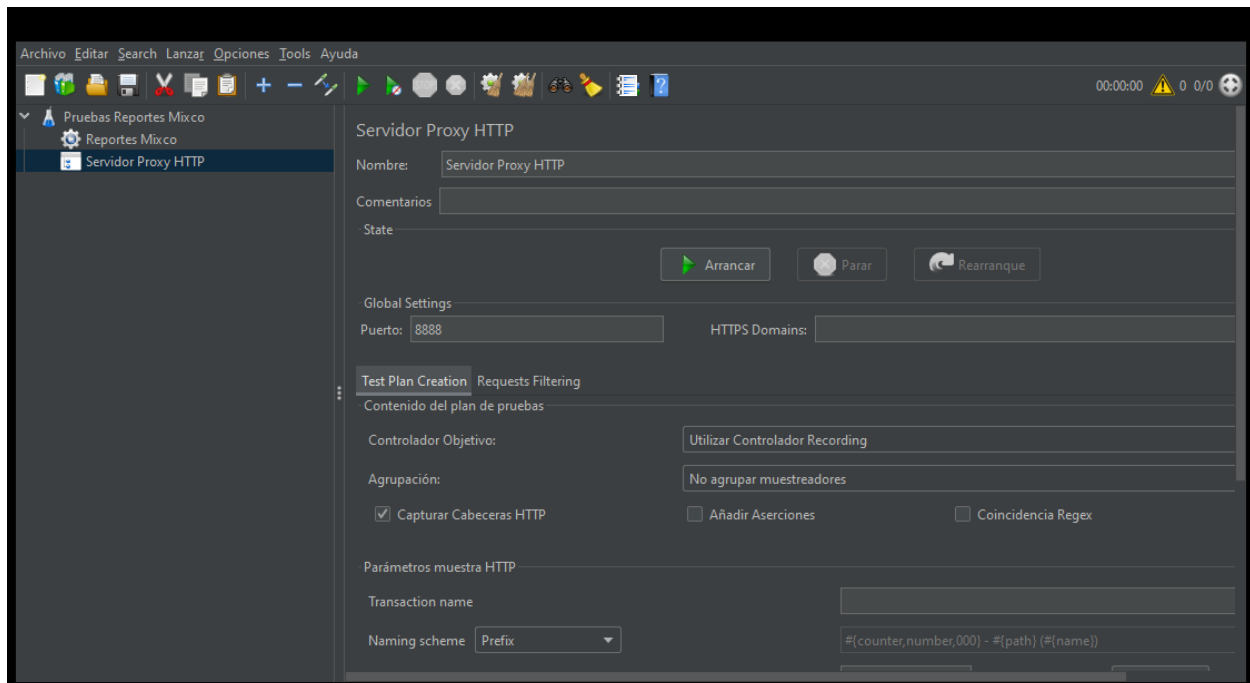 Archivo Editar Search Lanzar Opciones Tools Ayuda
00:00:00 0 0/0
Pruebas Reportes Mixco
Reportes Mixco
Servidor Proxy HTTP
Servidor Proxy HTTP
Nombre: Servidor Proxy HTTP
Comentarios
State
Arrancar Parar Rearranque
Global Settings
Puerto: 8888 HTTPS Domains:
Test Plan Creation Requests Filtering
Contenido del plan de pruebas
Controlador Objetivo: Utilizar Controlador Recording
Agrupación: No agrupar muestreadores
Capturar Cabeceras HTTP Añadir Aserciones Coincidencia Regex
Parámetros muestra HTTP
Transaction name
Naming scheme Prefix #{counter,number,000} - #{path} (#{name})